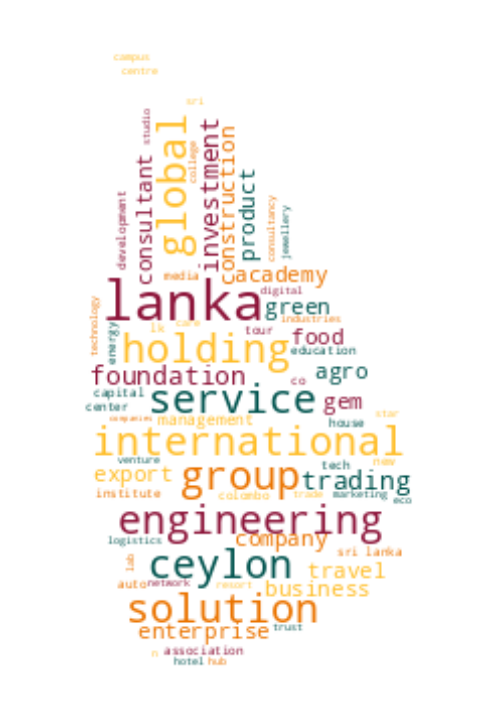 campus
centre
sri
studio
global
college
investment
construction
consultant
product
development
consultancy
jewellery
media
academy
digital
lanka
green
industries
technology
energy
lk
care
tour
food
holding
education
foundation
co
agro
capital
service
gem
center
companies
management
house
star
international
venture
tech
new
export
group
trading
institute
colombo
trade
marketing
eco
engineering
logistics
company
sri lanka
lab
ceylon
travel
auto
network
resort
business
solution
enterprise
trust
n
association
hotel
hub